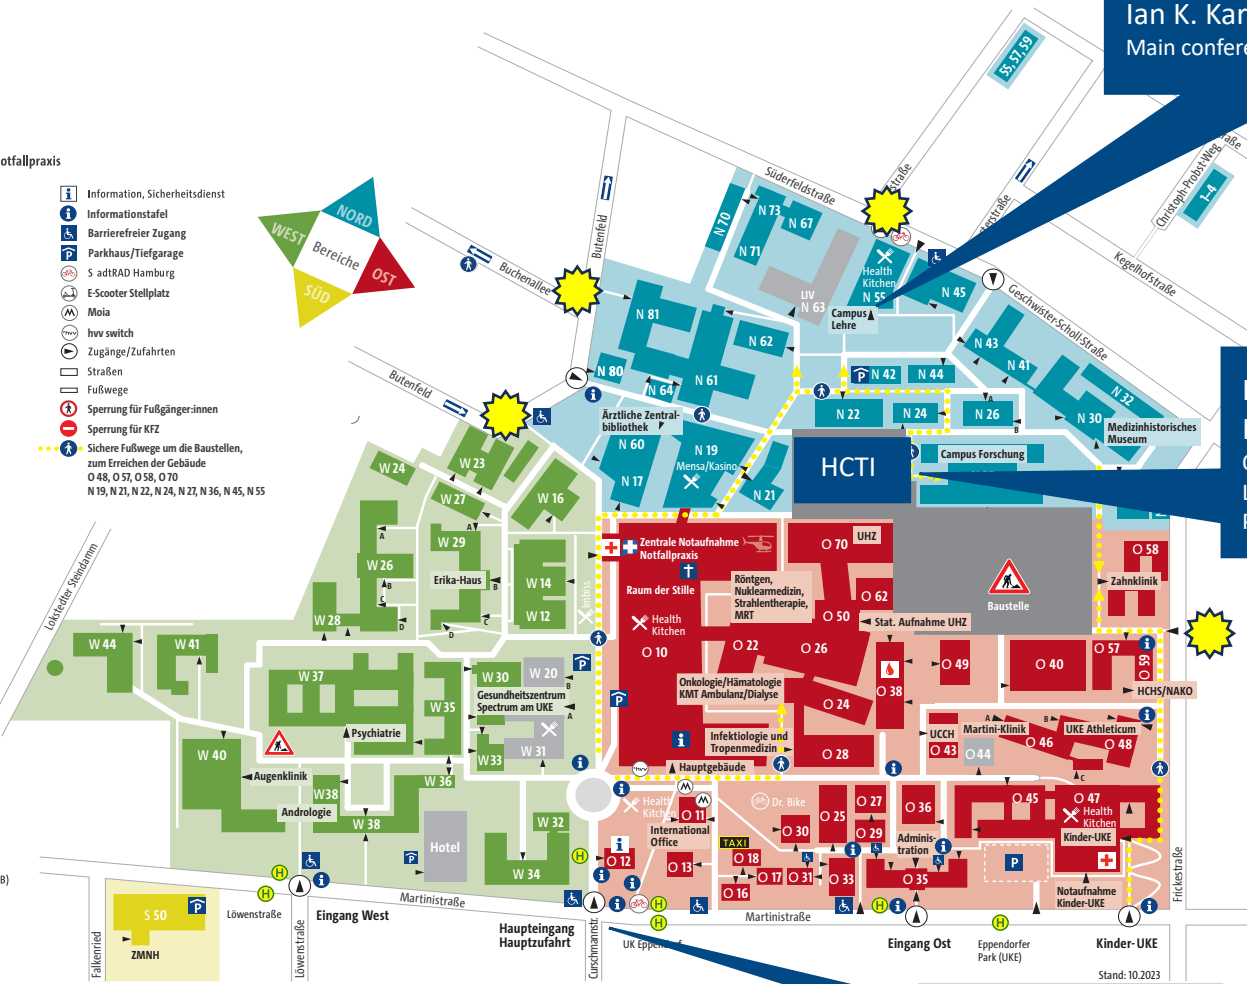 Ian K. Kar
Main confere
otfallpraxis
Information, Sicherheitsdienst
Informationstafel
Barrierefreier Zugang
Parkhaus/Tiefgarage
S adtRAD Hamburg
E-Scooter Stellplatz
Moia
hvv switch
Zugänge/Zufahrten
Straßen
Fußwege
Sperrung für Fußgänger:innen
Sperrung für KFZ
Sichere Fußwege um die Baustellen,
zum Erreichen der Gebäude
O 48, O 57, O 58, O 70
N 19, N 21, N 22, N 24, N 27, N 36, N 45, N 55
NORD
WEST
Bereiche
OST
SÜD
55, 57, 59
1-4
Christoph-Probst-Weg
Kegelhofstraße
Geschwister-Scholl-Straße
Süderfeldstraße
Butenfeld
Buchenallee
Butenfeld
Lokstedter Steindamm
N 70
N 73
N 67
N 71
LIV
N 63
Health
Kitchen
N 55
N 45
Campus
Lehre
N 81
N 62
N 80
N 64
N 61
N 43
N 41
N 42
N 44
N 32
N 30
N 22
N 24
N 26
Medizinhistorisches
Museum
Ärztliche Zentral-
bibliothek
N 60
N 19
Mensa/Kasino
N 17
N 21
HCTI
Campus Forschung
W 24
W 23
W 27
W 16
W 29
W 26
Erika-Haus
W 14
W 12
W 28
Imbiss
W 44
W 41
W 37
W 30
W 20
Gesundheitszentrum
Spectrum am UKE
W 35
Psychiatrie
W 31
W 33
W 40
Augenklinik
W 36
W 38
Andrologie
W 38
Hotel
W 32
W 34
Zentrale Notaufnahme
Notfallpraxis
Raum der Stille
Health
Kitchen
O 10
O 70
UHZ
Röntgen,
Nuklearmedizin,
Strahlentherapie,
MRT
O 62
O 50
Stat. Aufnahme UHZ
O 22
O 26
Onkologie/Hämatologie
KMT Ambulanz/Dialyse
O 24
O 38
Infektiologie und
Tropenmedizin
O 28
Hauptgebäude
Baustelle
O 58
Zahnklinik
O 49
O 40
O 57
O 59
HCHS/NAKO
UCCH
O 43
Martini-Klinik
O 44
O 46
UKE Athleticum
O 48
Health
Kitchen
O 11
International
Office
O 12
O 13
Dr. Bike
O 30
O 25
O 27
O 29
O 36
Adminis-
tration
TAXI
O 18
O 17
O 16
O 31
O 33
O 35
O 45
O 47
Health
Kitchen
Kinder-UKE
Notaufnahme
Kinder-UKE
Frickestraße
S 50
ZMNH
B)
Falkenried
Löwenstraße
Löwenstraße
Eingang West
Martinistraße
Haupteingang
Hauptzufahrt
Curschmannstr.
Martinistraße
Eingang Ost
Eppendorfer
Park (UKE)
Kinder-UKE
Stand: 10.2023